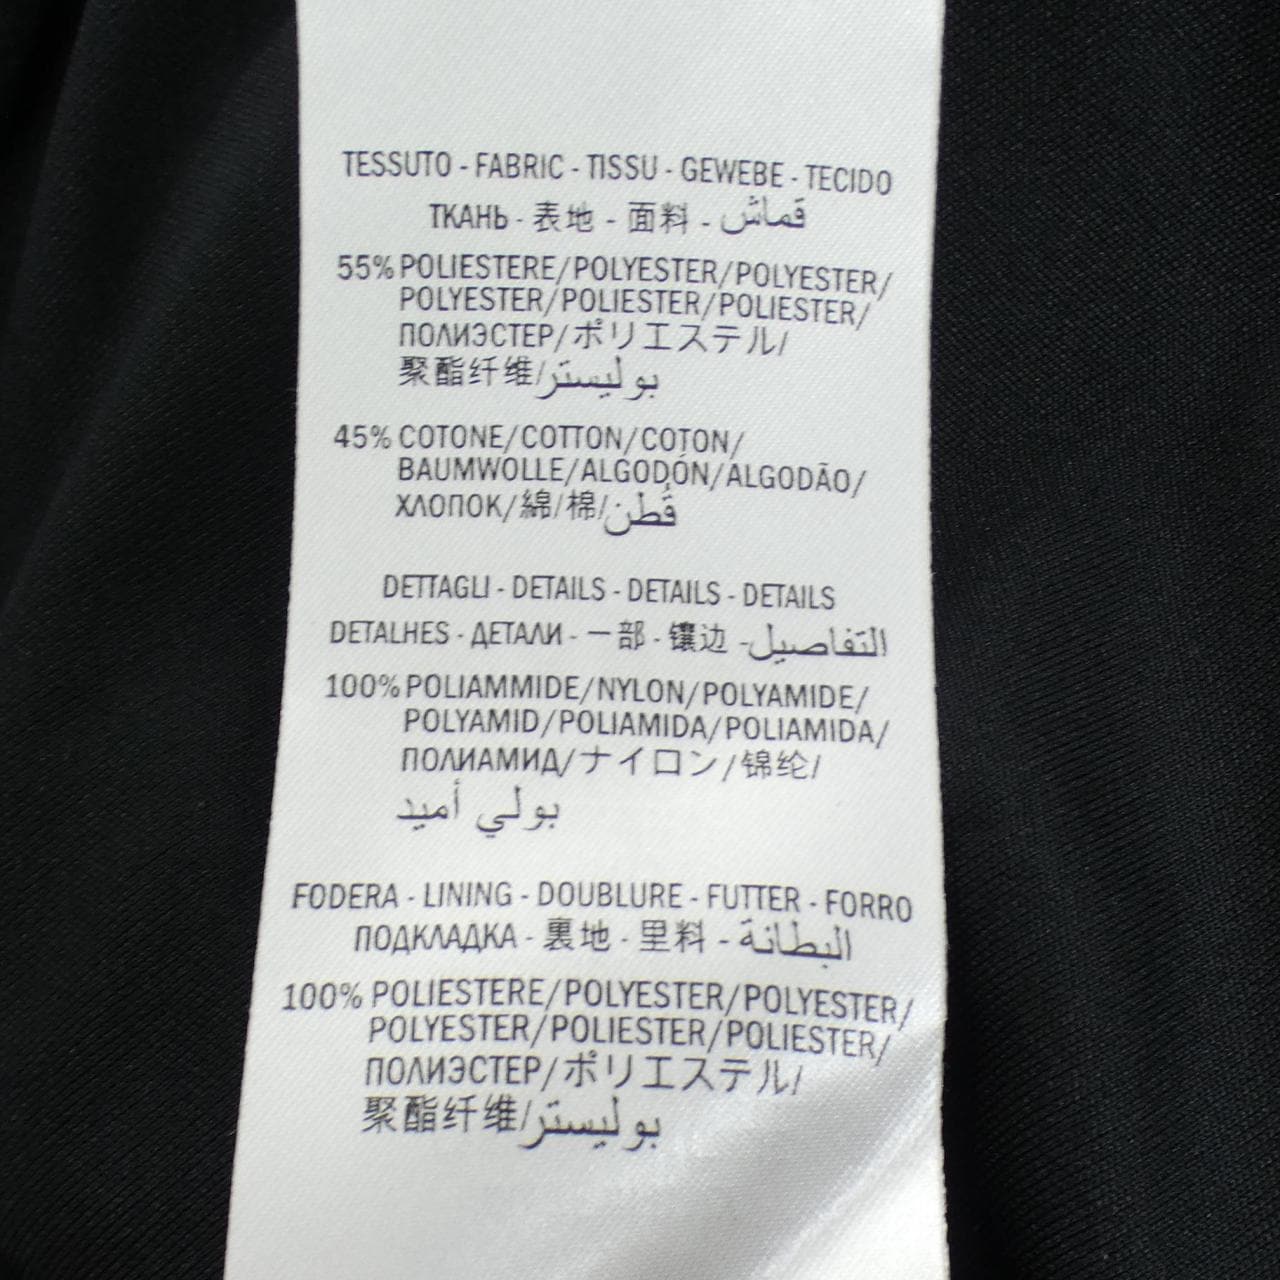 TESSUTO - FABRIC - TISSU - GEWEBE - TECIDO
ТКАНЬ - 表地 - 面料 - قماش
55% POLIESTERE/POLYESTER/POLYESTER/
POLYESTER/POLIESTER/POLIESTER/
ПОЛИЭСТЕР/ポリエステル/
聚酯纤维/بوليستر
45% COTONE/COTTON/COTON/
BAUMWOLLE/ALGODÓN/ALGODÃO/
ХЛОПОК/綿/棉/قُطن
DETTAGLI - DETAILS - DETAILS - DETAILS
DETALHES - ДЕТАЛИ - 一部 - 镶边 - التفاصيل
100% POLIAMMIDE/NYLON/POLYAMIDE/
POLYAMID/POLIAMIDA/POLIAMIDA/
ПОЛИАМИД/ナイロン/锦纶/
بولي أميد
FODERA - LINING - DOUBLURE - FUTTER - FORRO
ПОДКЛАДКА - 裏地 - 里料 - البطانة
100% POLIESTERE/POLYESTER/POLYESTER/
POLYESTER/POLIESTER/POLIESTER/
ПОЛИЭСТЕР/ポリエステル/
聚酯纤维/بوليستر